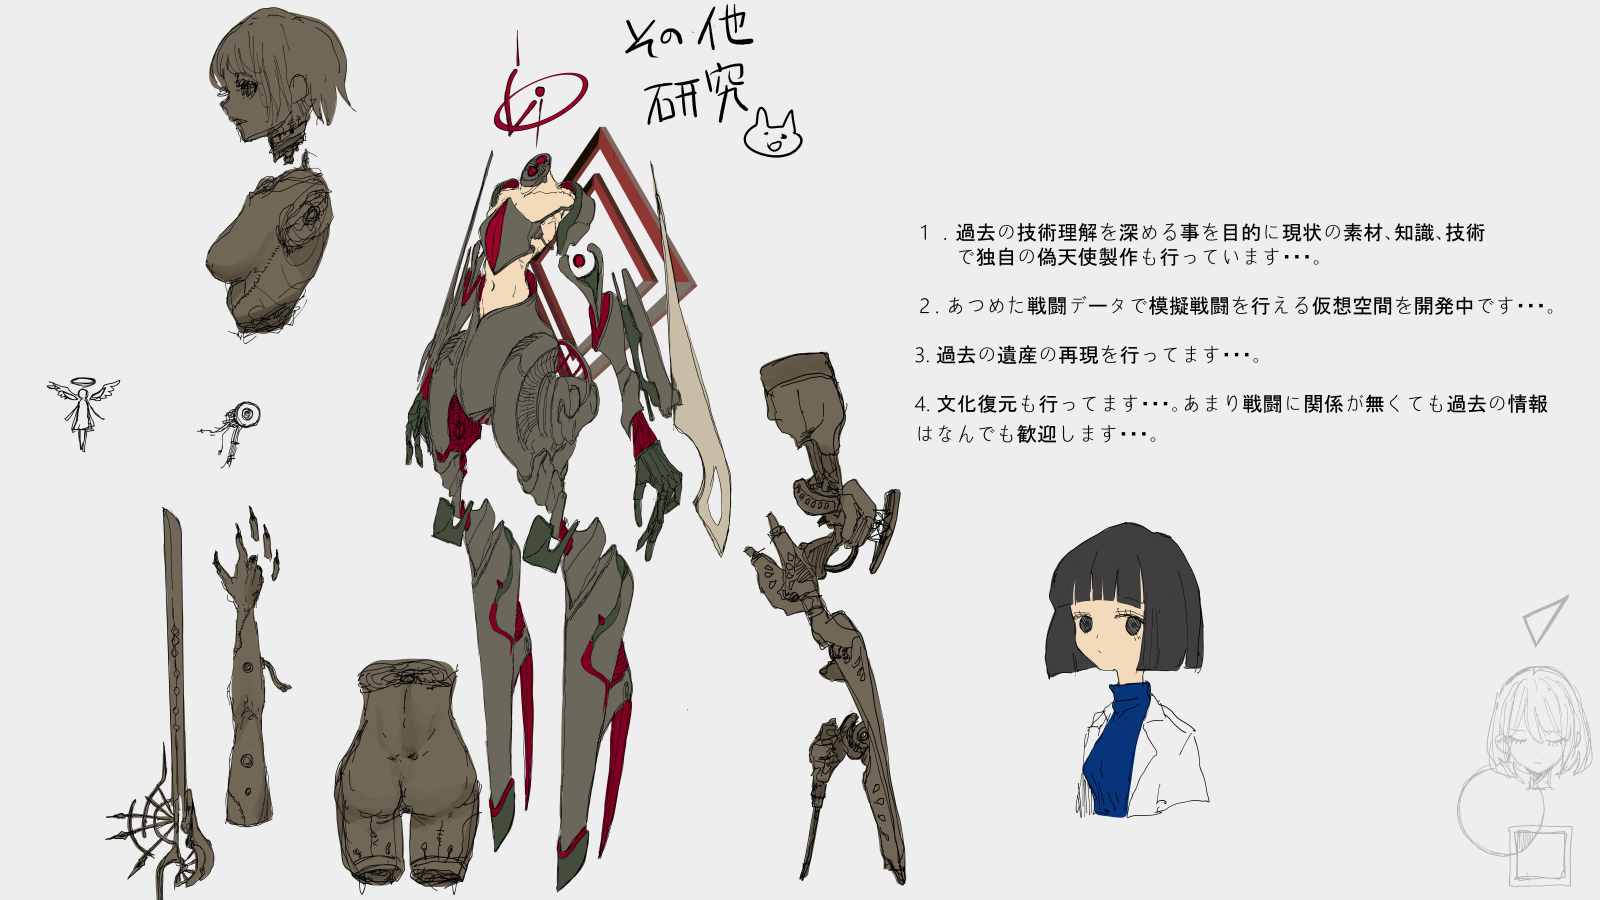 その他
研究
1．過去の技術理解を深める事を目的に現状の素材、知識、技術
で独自の偽天使製作も行っています・・・。
2．あつめた戦闘データで模擬戦闘を行える仮想空間を開発中です・・・。
3. 過去の遺産の再現を行ってます・・・。
4. 文化復元も行ってます・・・。あまり戦闘に関係が無くても過去の情報
はなんでも歓迎します・・・。